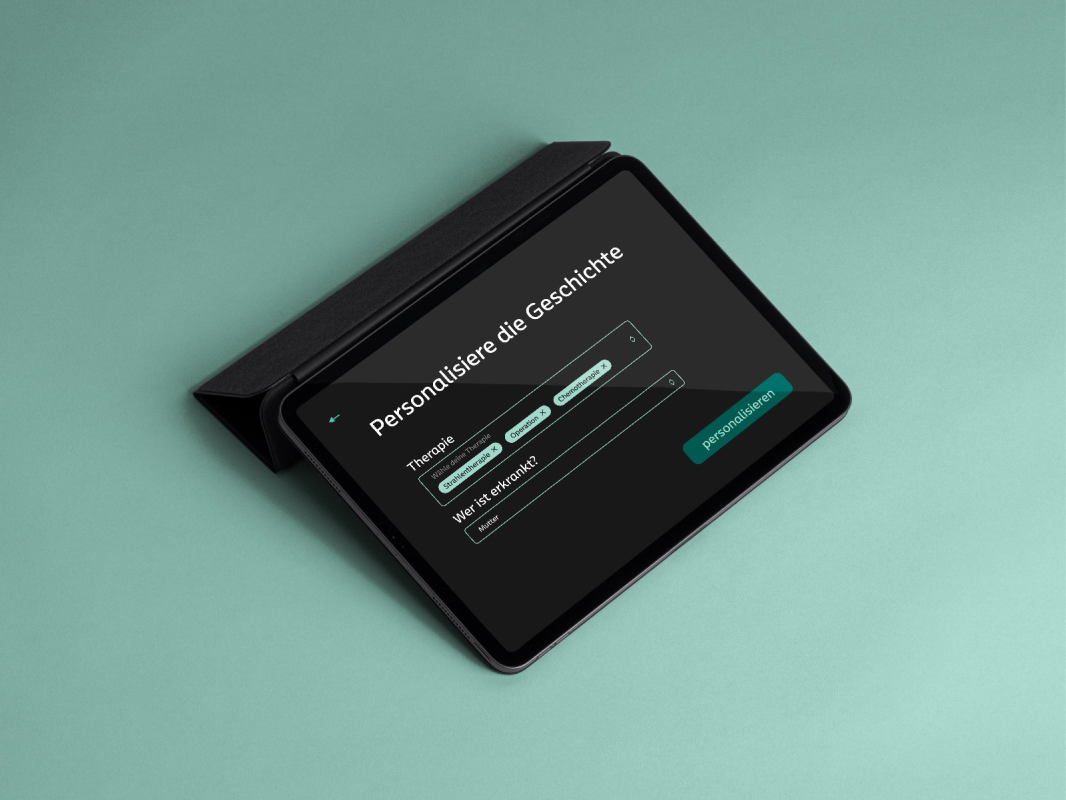 Personalisiere die Geschichte
Therapie
Wähle deine Therapie
Strahlentherapie × Operation × Chemotherapie ×
Wer ist erkrankt?
Mutter
personalisieren